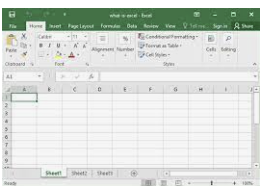 what-is-excel - Excel
File Home Insert Page Layout Formulas Data Review View Tell me... Sign in Share
Calibri 11
Paste
B I U
A A
Alignment Number
%
Conditional Formatting
Format as Table
Cell Styles
Cells Editing
Clipboard Font Styles
A1 fx
A B C D E F G H I
1
2
3
4
5
6
7
8
9
Sheet1 Sheet2 Sheet3
Ready 100%